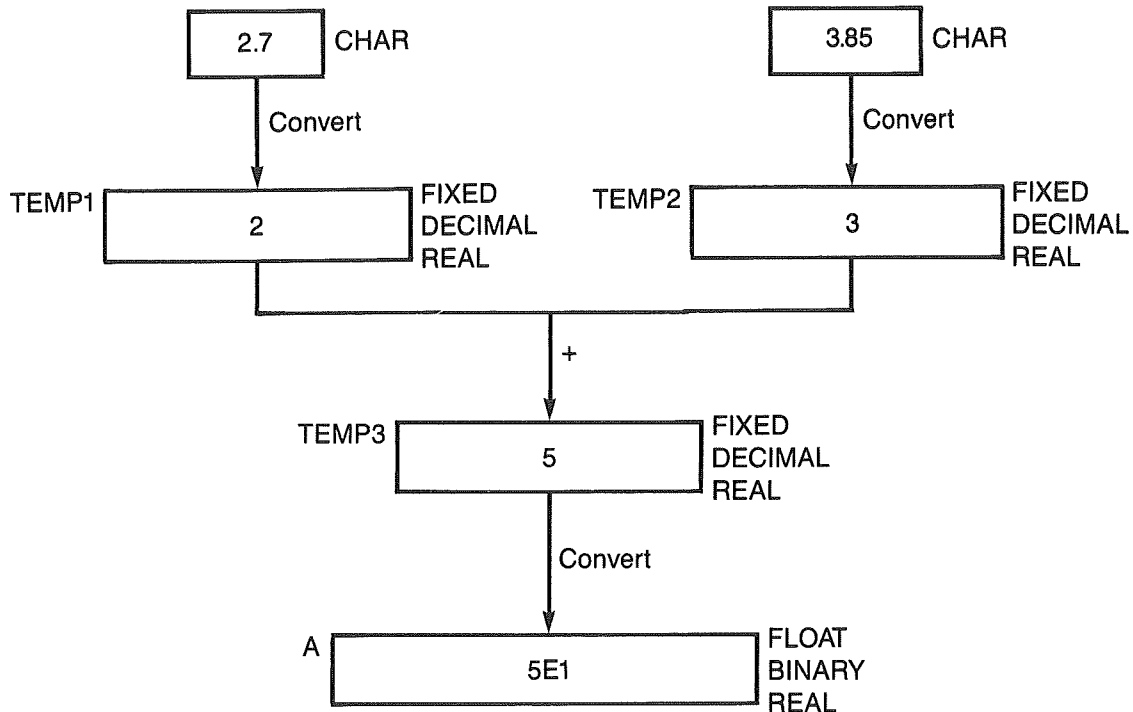 2.7 CHAR
3.85 CHAR
Convert
Convert
TEMP1
2
FIXED
DECIMAL
REAL
TEMP2
3
FIXED
DECIMAL
REAL
+
TEMP3
5
FIXED
DECIMAL
REAL
Convert
A
5E1
FLOAT
BINARY
REAL